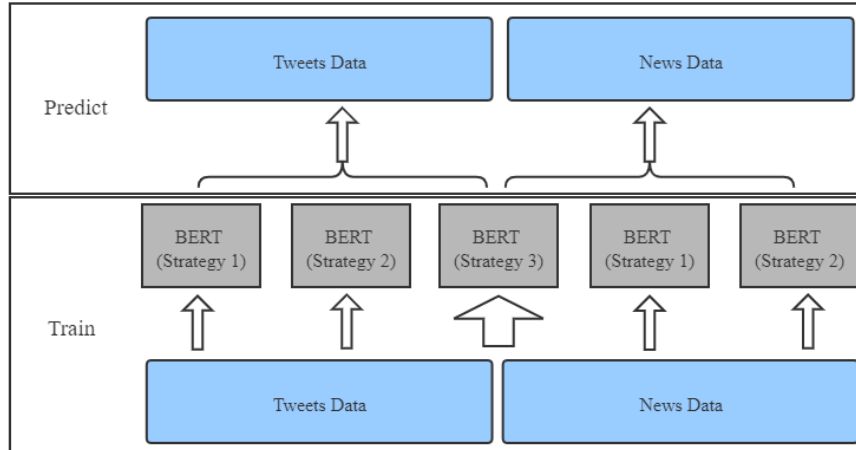 Tweets Data
News Data
Predict
BERT
(Strategy 1)
BERT
(Strategy 2)
BERT
(Strategy 3)
BERT
(Strategy 1)
BERT
(Strategy 2)
Train
Tweets Data
News Data